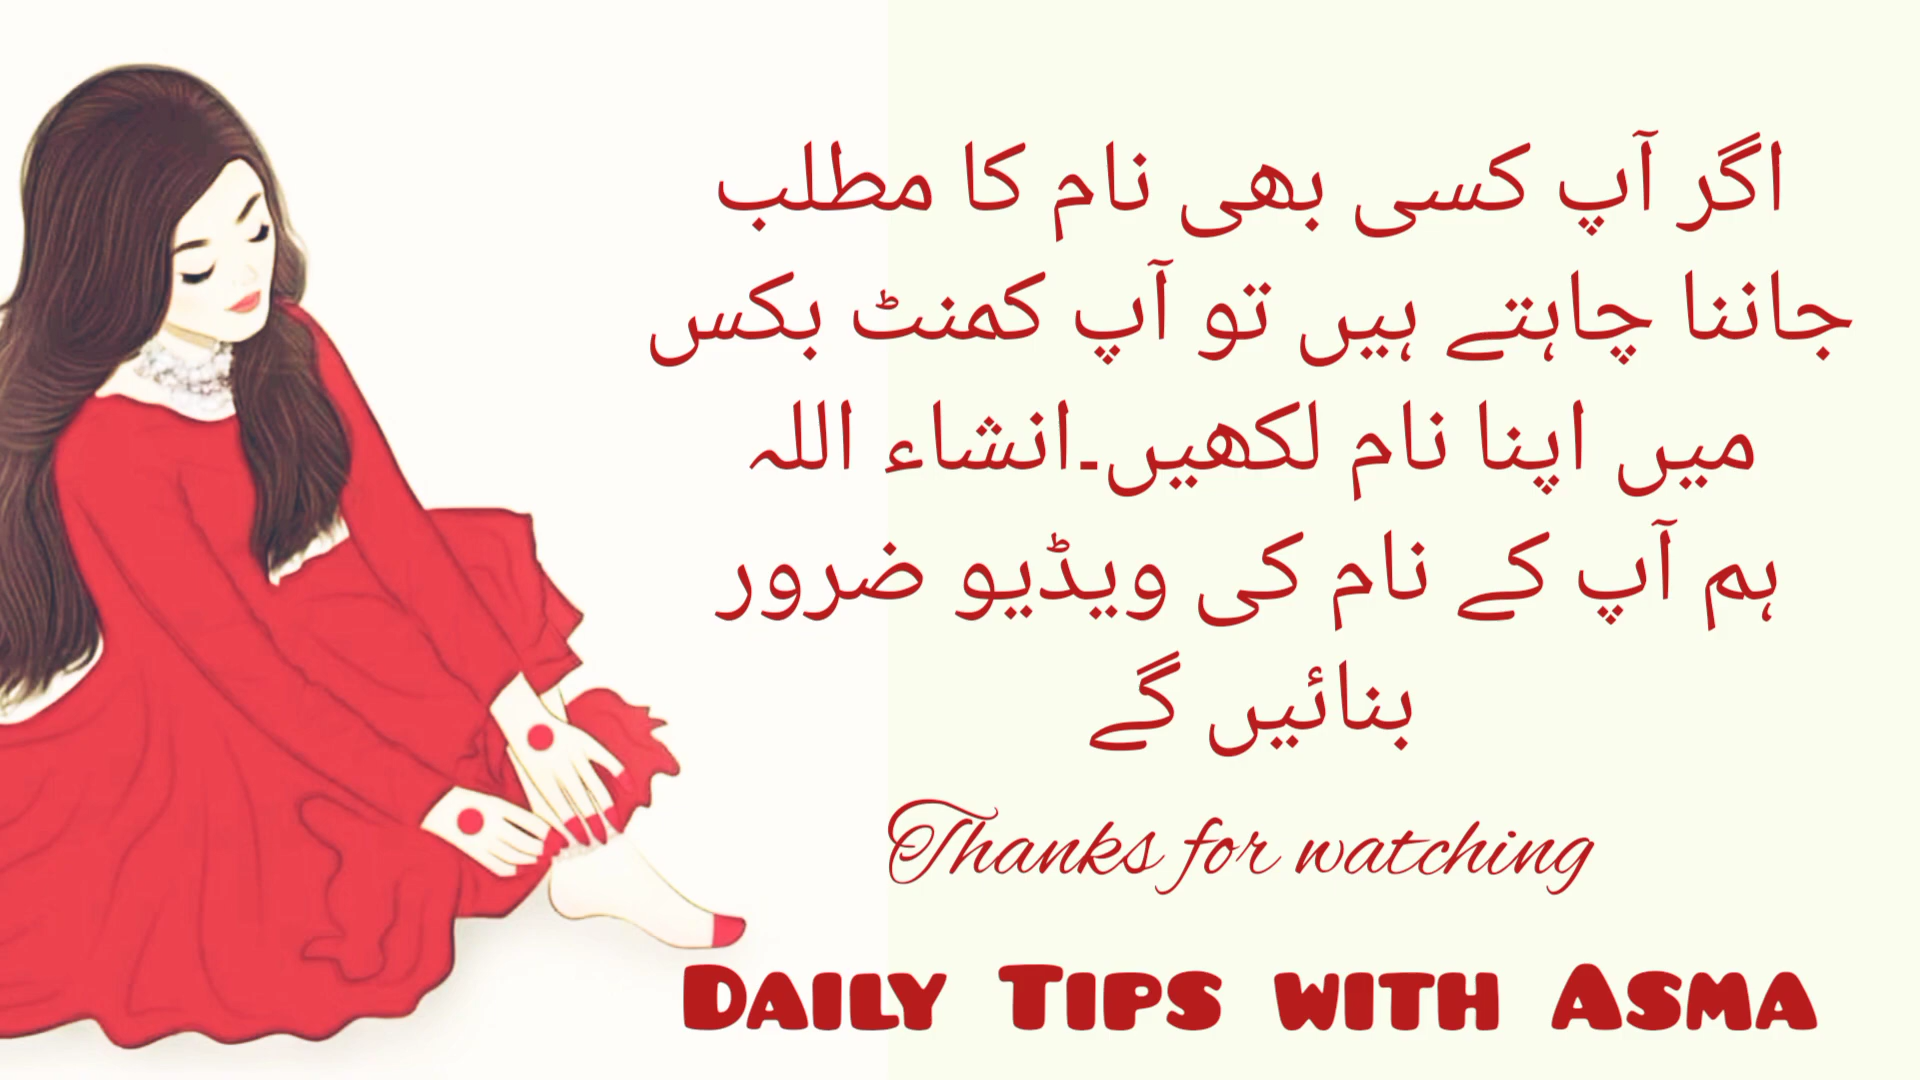 اگر آپ کسی بھی نام کا مطلب
جاننا چاہتے ہیں تو آپ کمنٹ بکس
میں اپنا نام لکھیں۔انشاء اللہ
ہم آپ کے نام کی ویڈیو ضرور
بنائیں گے
Thanks for watching
Daily Tips with Asma